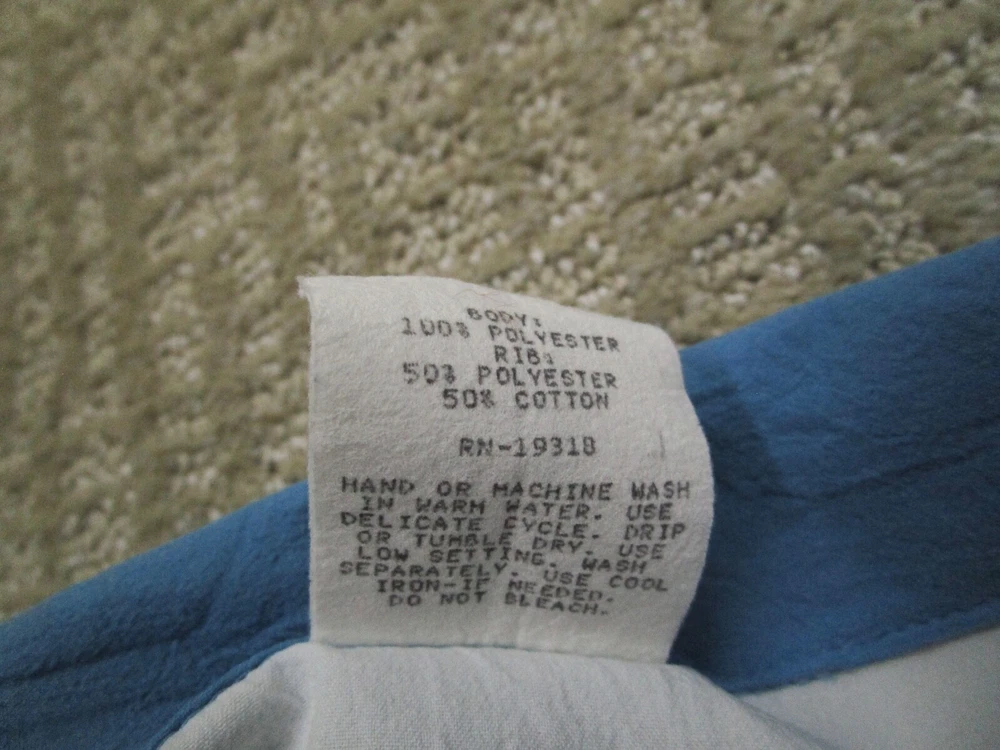 BODY:
100% POLYESTER
RIB:
50% POLYESTER
50% COTTON
RN-19318
HAND OR MACHINE WASH
IN WARM WATER. USE
DELICATE CYCLE. DRIP
OR TUMBLE DRY. USE
LOW SETTING. WASH
SEPARATELY. USE COOL
IRON-IF NEEDED.
DO NOT BLEACH.